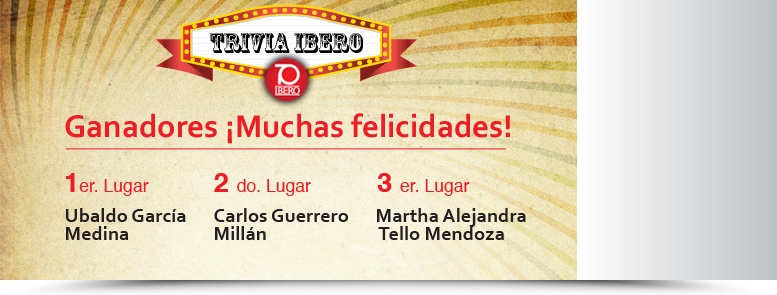 TRIVIA IBERO
70
IBERO
Ganadores ¡Muchas felicidades!
1er. Lugar
2 do. Lugar
3 er. Lugar
Ubaldo García
Medina
Carlos Guerrero
Millán
Martha Alejandra
Tello Mendoza